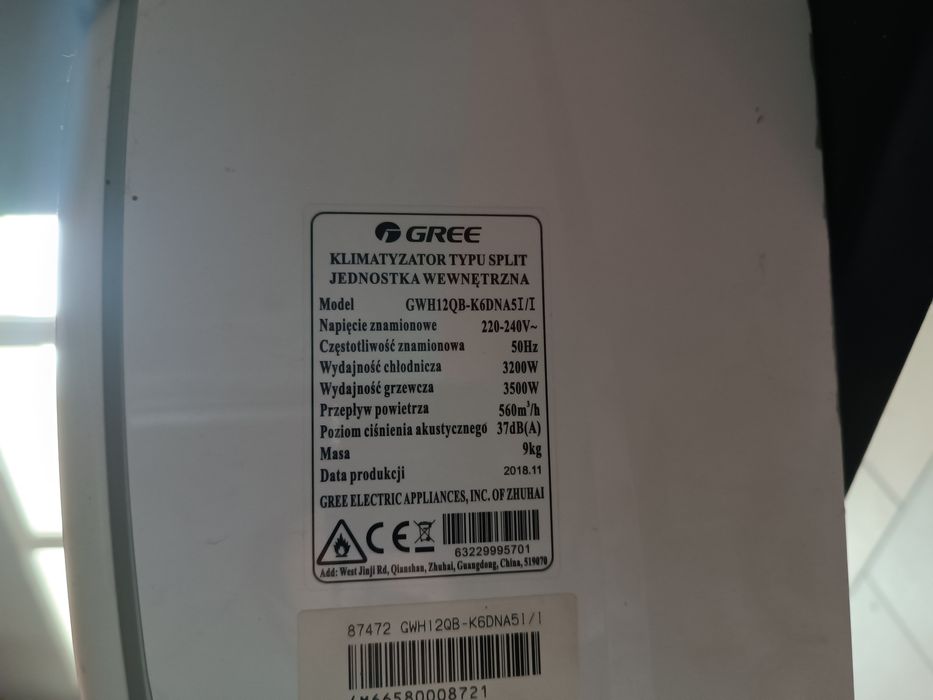 GREE
KLIMATYZATOR TYPU SPLIT
JEDNOSTKA WEWNĘTRZNA
Model GWH12QB-K6DNA5I/I
Napięcie znamionowe 220-240V~
Częstotliwość znamionowa 50Hz
Wydajność chłodnicza 3200W
Wydajność grzewcza 3500W
Przepływ powietrza 560m³/h
Poziom ciśnienia akustycznego 37dB(A)
Masa 9kg
Data produkcji 2018.11
GREE ELECTRIC APPLIANCES, INC. OF ZHUHAI
CE
63229995701
Add: West Jinji Rd, Qianshan, Zhuhai, Guangdong, China, 519070
87472 GWH12QB-K6DNA5I/I
4M66580008721